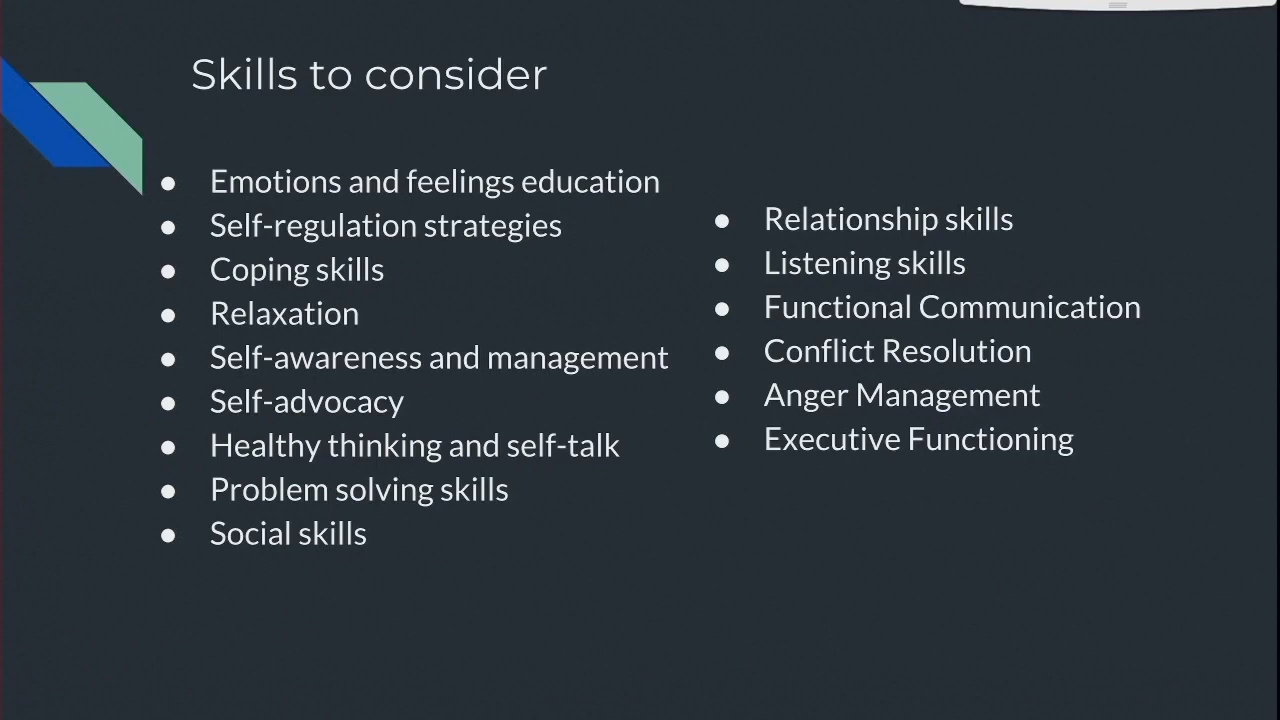 Skills to consider
● Emotions and feelings education
● Self-regulation strategies
● Coping skills
● Relaxation
● Self-awareness and management
● Self-advocacy
● Healthy thinking and self-talk
● Problem solving skills
● Social skills
● Relationship skills
● Listening skills
● Functional Communication
● Conflict Resolution
● Anger Management
● Executive Functioning